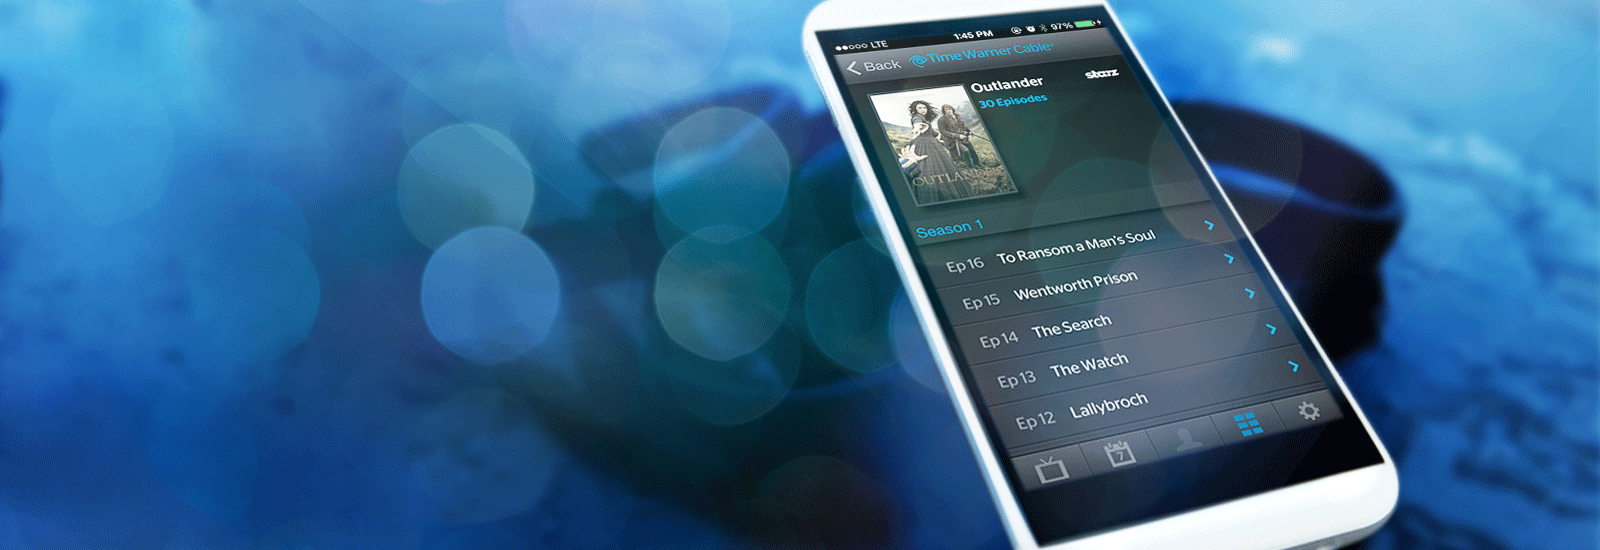 LTE 1:45 PM 97%
Back Time Warner Cable
Outlander starz
30 Episodes
OUTLANDER
Season 1
Ep 16 To Ransom a Man's Soul
Ep 15 Wentworth Prison
Ep 14 The Search
Ep 13 The Watch
Ep 12 Lallybroch
7